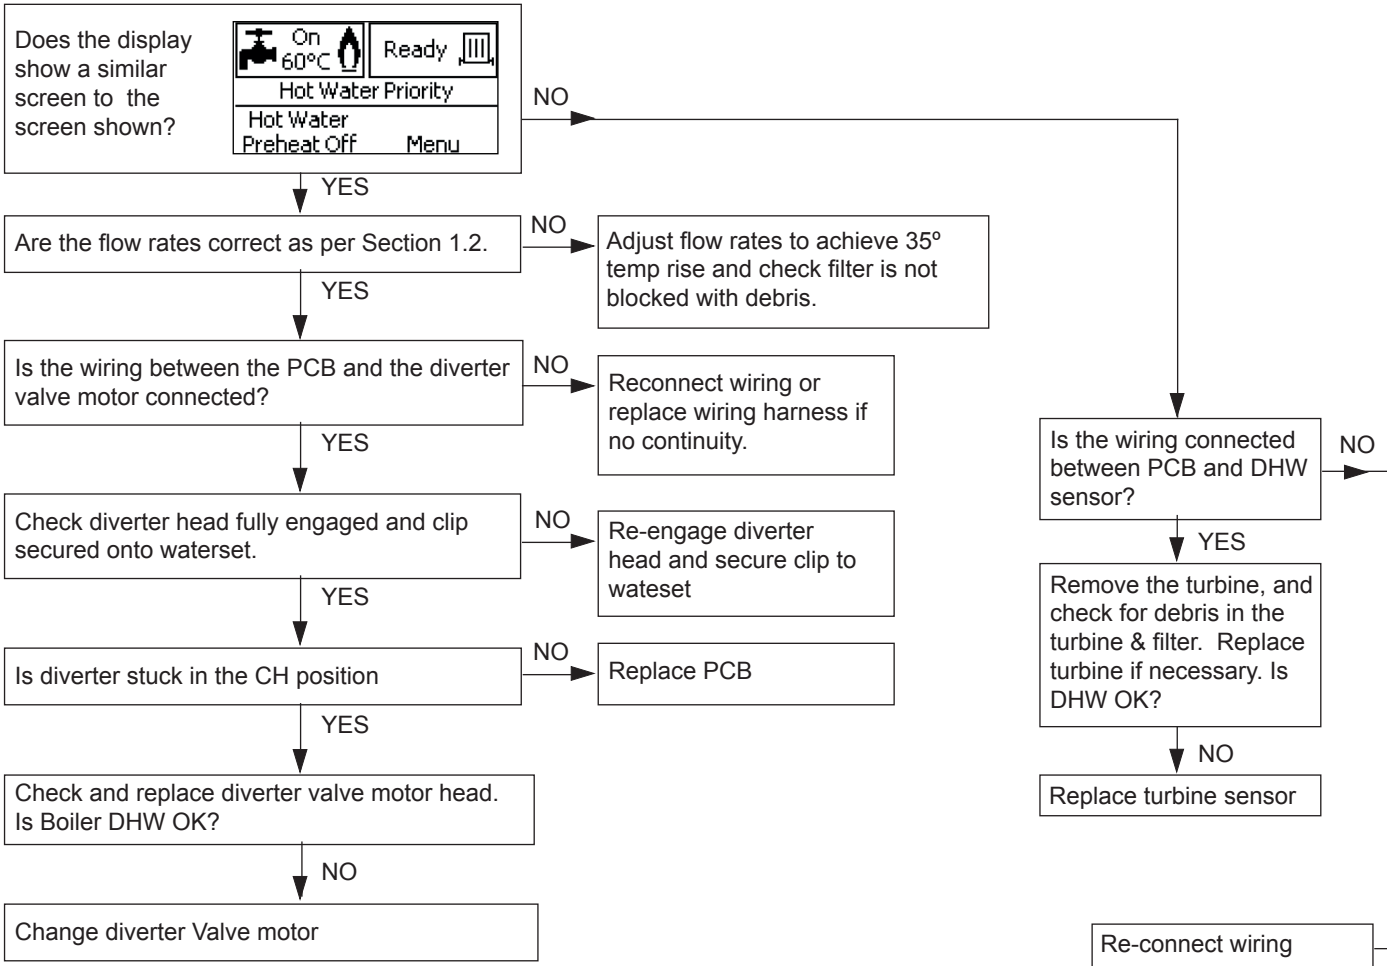 Does the display
show a similar
screen to  the
screen shown?
On
60°C
Ready
Hot Water Priority
Hot Water
Preheat Off
Menu
NO
YES
Are the flow rates correct as per Section 1.2.
NO
Adjust flow rates to achieve 35º
temp rise and check filter is not
blocked with debris.
YES
Is the wiring between the PCB and the diverter
valve motor connected?
NO
Reconnect wiring or
replace wiring harness if
no continuity.
YES
Is the wiring connected
between PCB and DHW
sensor?
NO
Check diverter head fully engaged and clip
secured onto waterset.
NO
Re-engage diverter
head and secure clip to
wateset
YES
YES
Remove the turbine, and
check for debris in the
turbine & filter.  Replace
turbine if necessary. Is
DHW OK?
Is diverter stuck in the CH position
NO
Replace PCB
YES
NO
Check and replace diverter valve motor head.
Is Boiler DHW OK?
Replace turbine sensor
NO
Change diverter Valve motor
Re-connect wiring